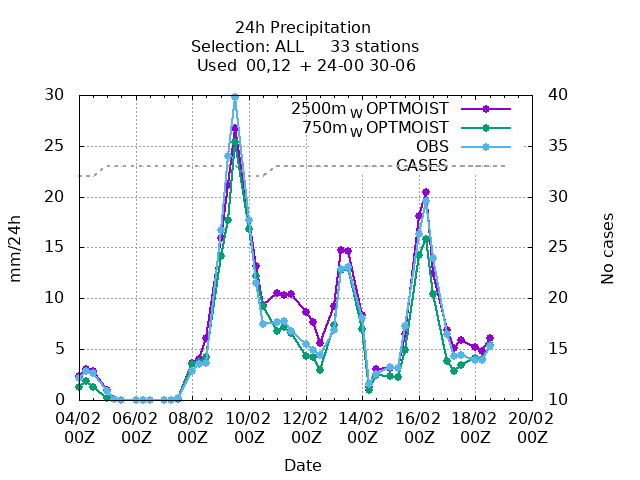 24h Precipitation
Selection: ALL 33 stations
Used 00,12 + 24-00 30-06
30 40
2500m W OPTMOIST
750m W OPTMOIST
25 35
OBS
CASES
20 30
mm/24h
No cases
15 25
10 20
5 15
0 10
04/02 06/02 08/02 10/02 12/02 14/02 16/02 18/02 20/02
00Z 00Z 00Z 00Z 00Z 00Z 00Z 00Z 00Z
Date